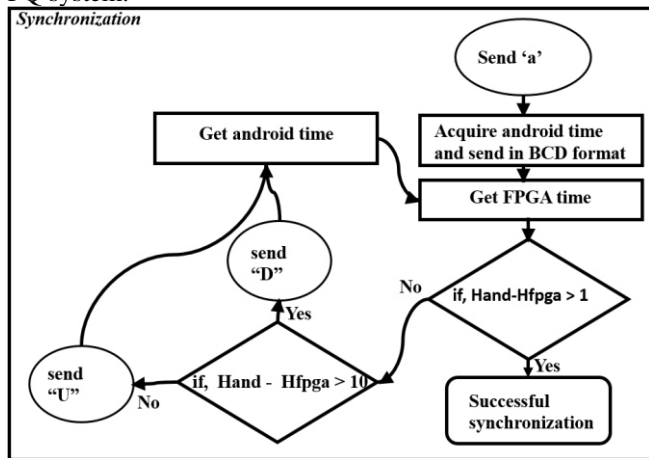 Synchronization
Send ‘a’
Acquire android time
and send in BCD format
Get android time
Get FPGA time
send
“D”
if, Hand-Hfpga > 1
No
Yes
Yes
if, Hand - Hfpga > 10
No
send
“U”
Successful
synchronization